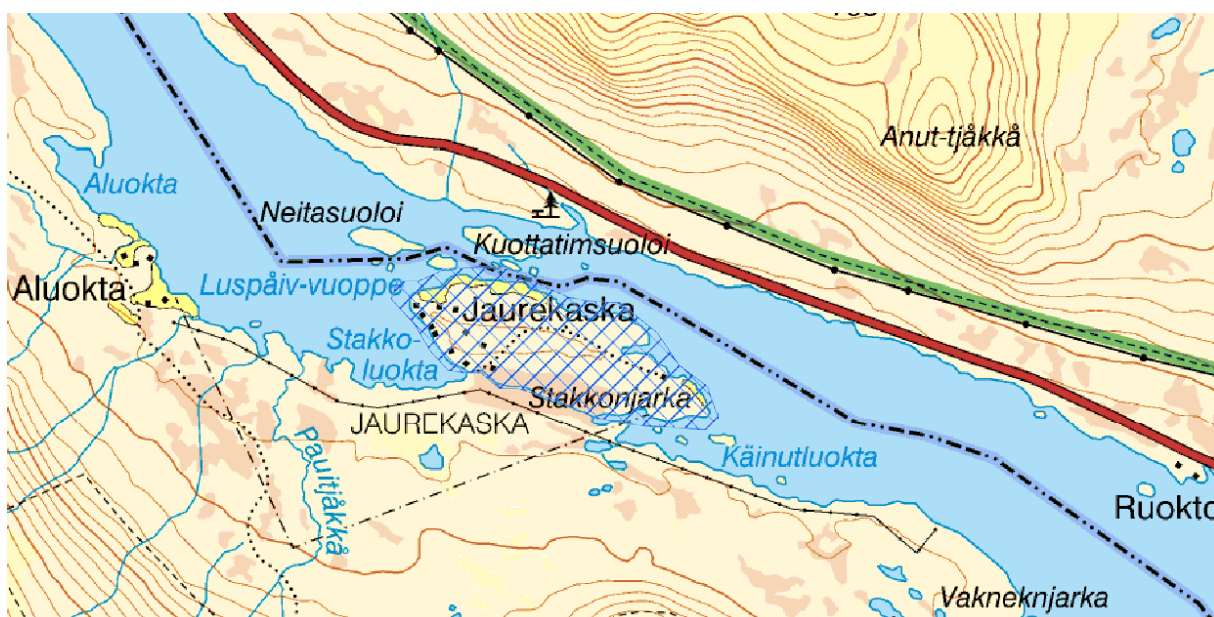 Anut-tjåkkå
Aluokta
Neitasuoloi
Kuottatimsuoloi
Aluokta
Luspåiv-vuoppe
Jaurekaska
Stakko-
luokta
Stakkonjarka
JAUREKASKA
Käinutluokta
Pauitjåkkå
Ruokto
Vakneknjarka